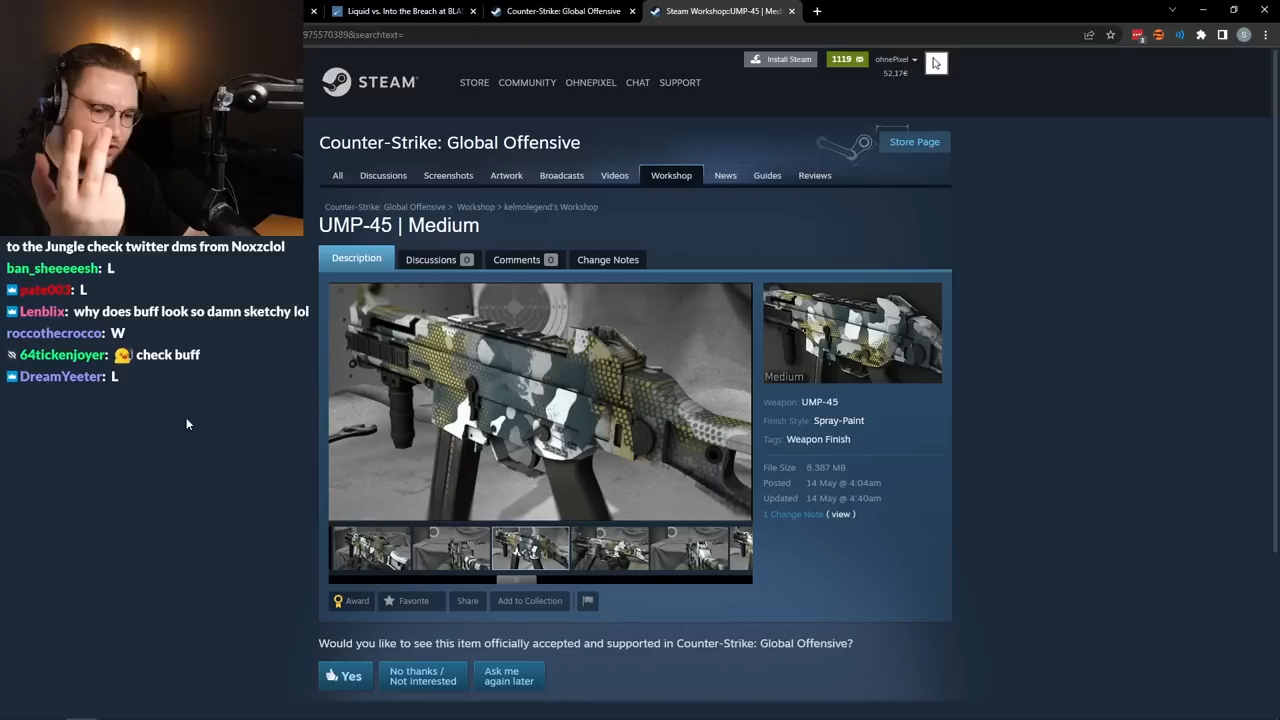 Liquid vs. Into the Breach at BLA
Counter-Strike: Global Offensive
Steam Workshop::UMP-45 | Med
975570389&searchtext=
3
S
Install Steam
1119
ohnePixel
52,17€
STEAM
STORE
COMMUNITY
OHNEPIXEL
CHAT
SUPPORT
Counter-Strike: Global Offensive
Store Page
All
Discussions
Screenshots
Artwork
Broadcasts
Videos
Workshop
News
Guides
Reviews
Counter-Strike: Global Offensive > Workshop > kelmolegend's Workshop
UMP-45 | Medium
Description
Discussions 0
Comments 0
Change Notes
to the Jungle check twitter dms from Noxzclol
ban_sheeeeesh: L
pate003: L
Lenblix: why does buff look so damn sketchy lol
roccothecrocco: W
64tickenjoyer: check buff
DreamYeeter: L
Medium
Weapon: UMP-45
Finish Style: Spray-Paint
Tags: Weapon Finish
File Size 8.387 MB
Posted 14 May @ 4:04am
Updated 14 May @ 4:40am
1 Change Note ( view )
Award
Favorite
Share
Add to Collection
Would you like to see this item officially accepted and supported in Counter-Strike: Global Offensive?
Yes
No thanks /
Not interested
Ask me
again later